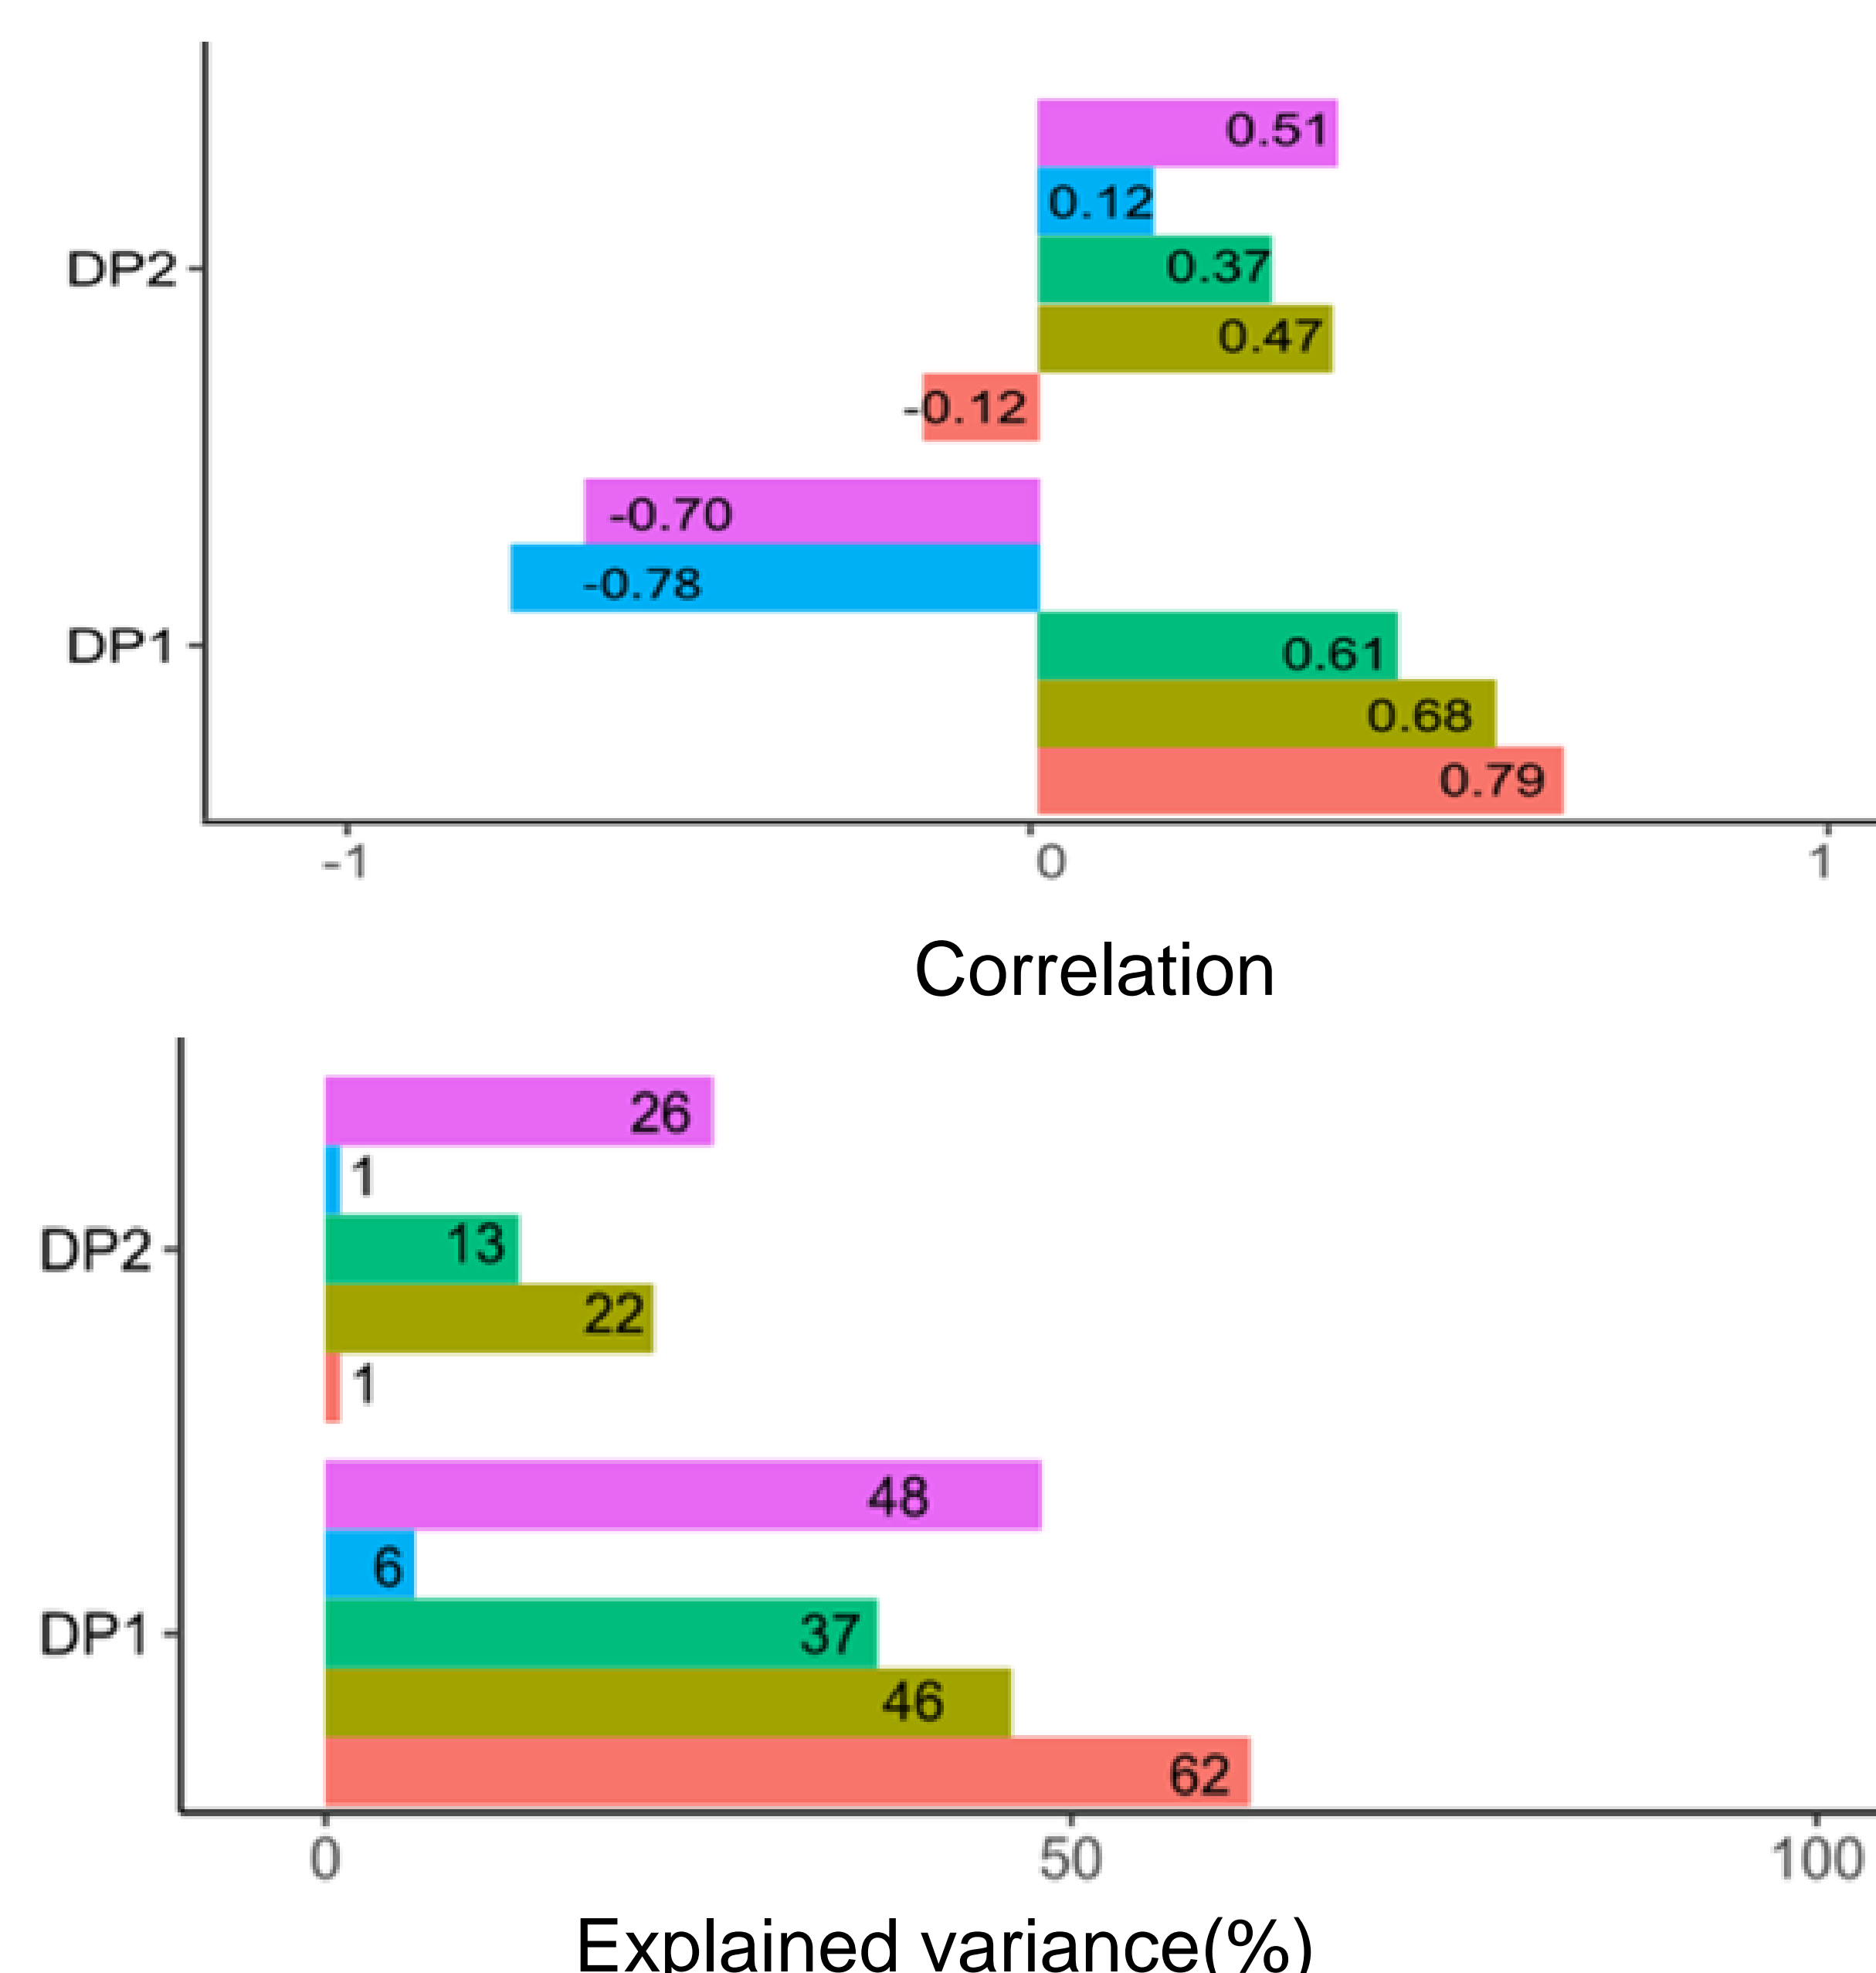 0.51
0.12
DP2
0.37
0.47
-0.12
-0.70
-0.78
DP1
0.61
0.68
0.79
-1 0 1
Correlation
26
1
DP2
13
22
1
48
6
DP1
37
46
62
0 50 100
Explained variance(%)